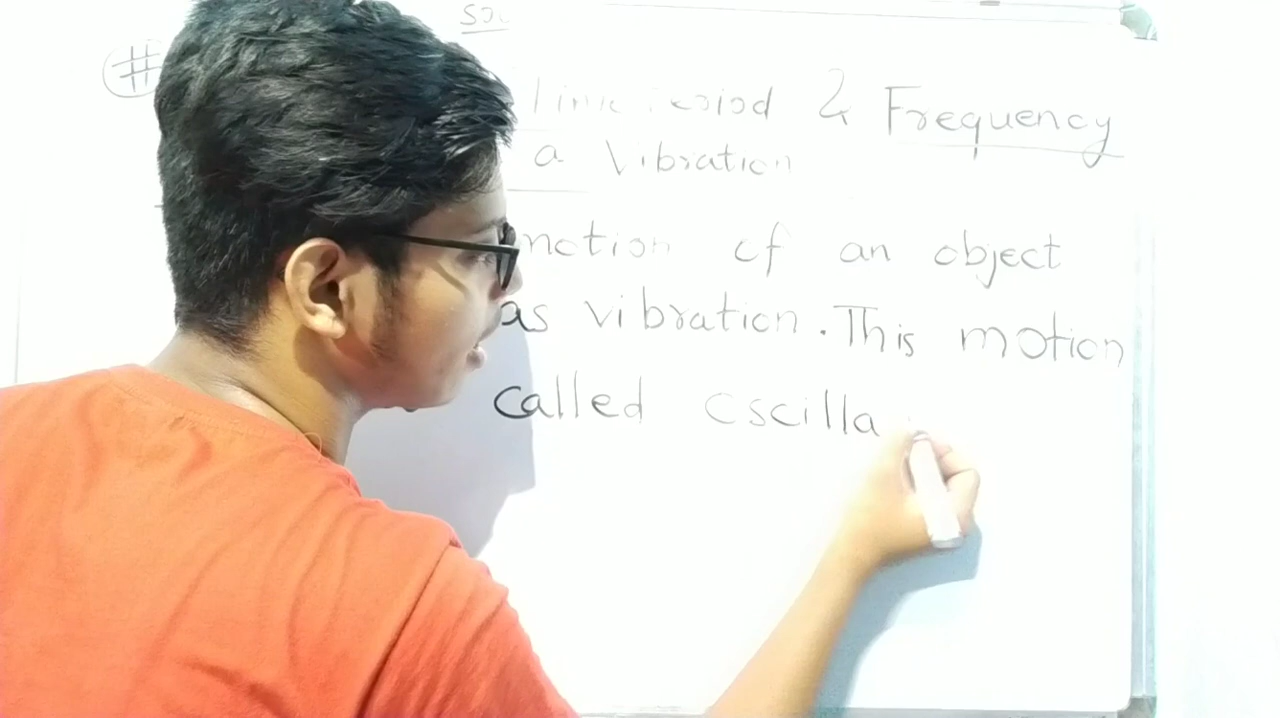 #
Time Period & Frequency
a Vibration
motion of an object
as vibration. This motion
called oscilla